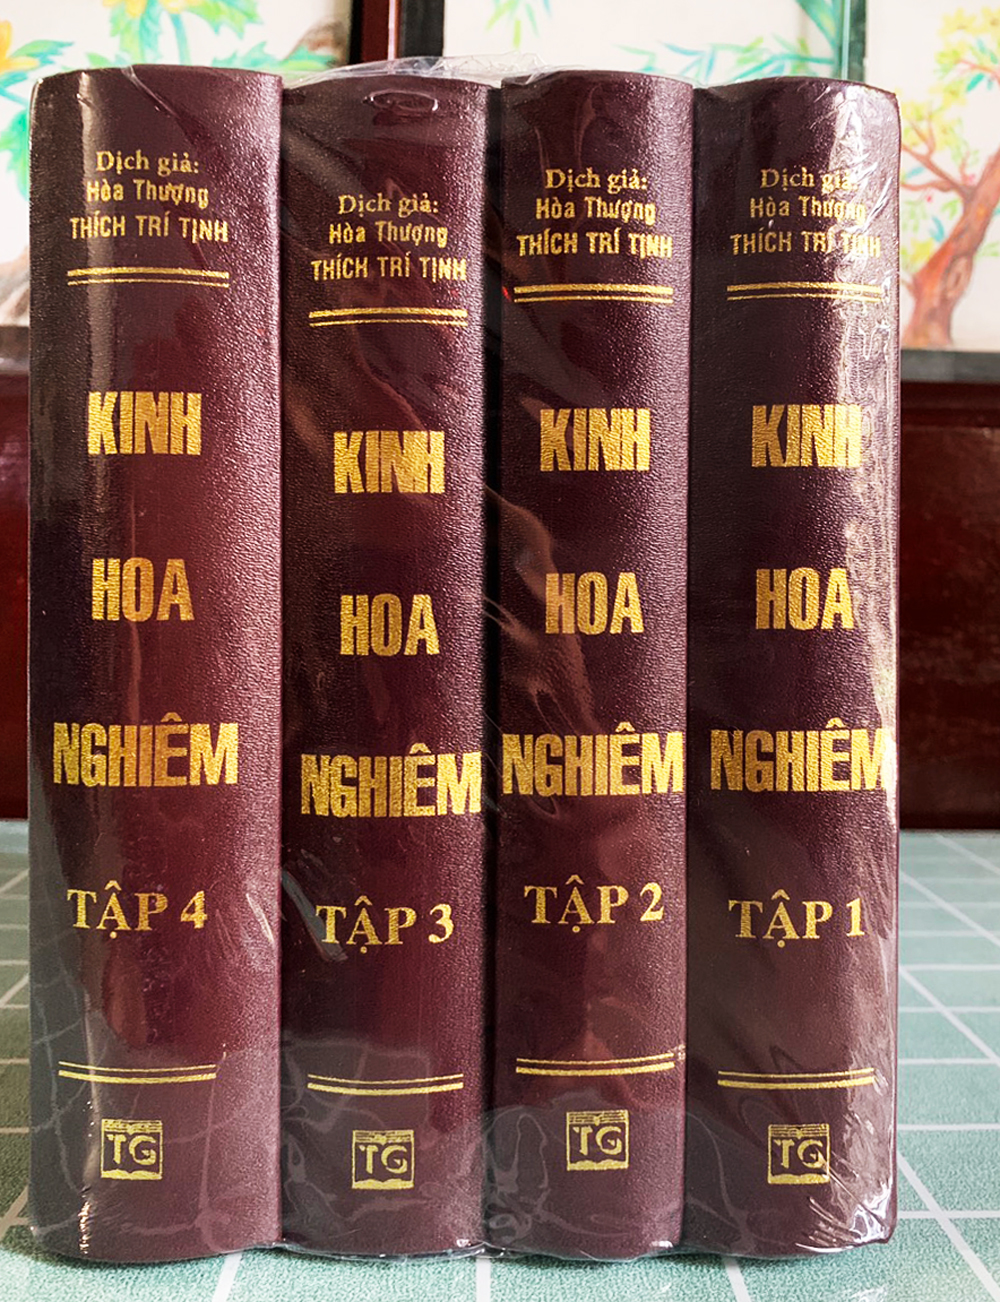 Dịch giả:
Hòa Thượng
THÍCH TRÍ TỊNH
KINH
HOA
NGHIÊM
TẬP 4
TG
Dịch giả:
Hòa Thượng
THÍCH TRÍ TỊNH
KINH
HOA
NGHIÊM
TẬP 3
TG
Dịch giả:
Hòa Thượng
THÍCH TRÍ TỊNH
KINH
HOA
NGHIÊM
TẬP 2
TG
Dịch giả:
Hòa Thượng
THÍCH TRÍ TỊNH
KINH
HOA
NGHIÊM
TẬP 1
TG